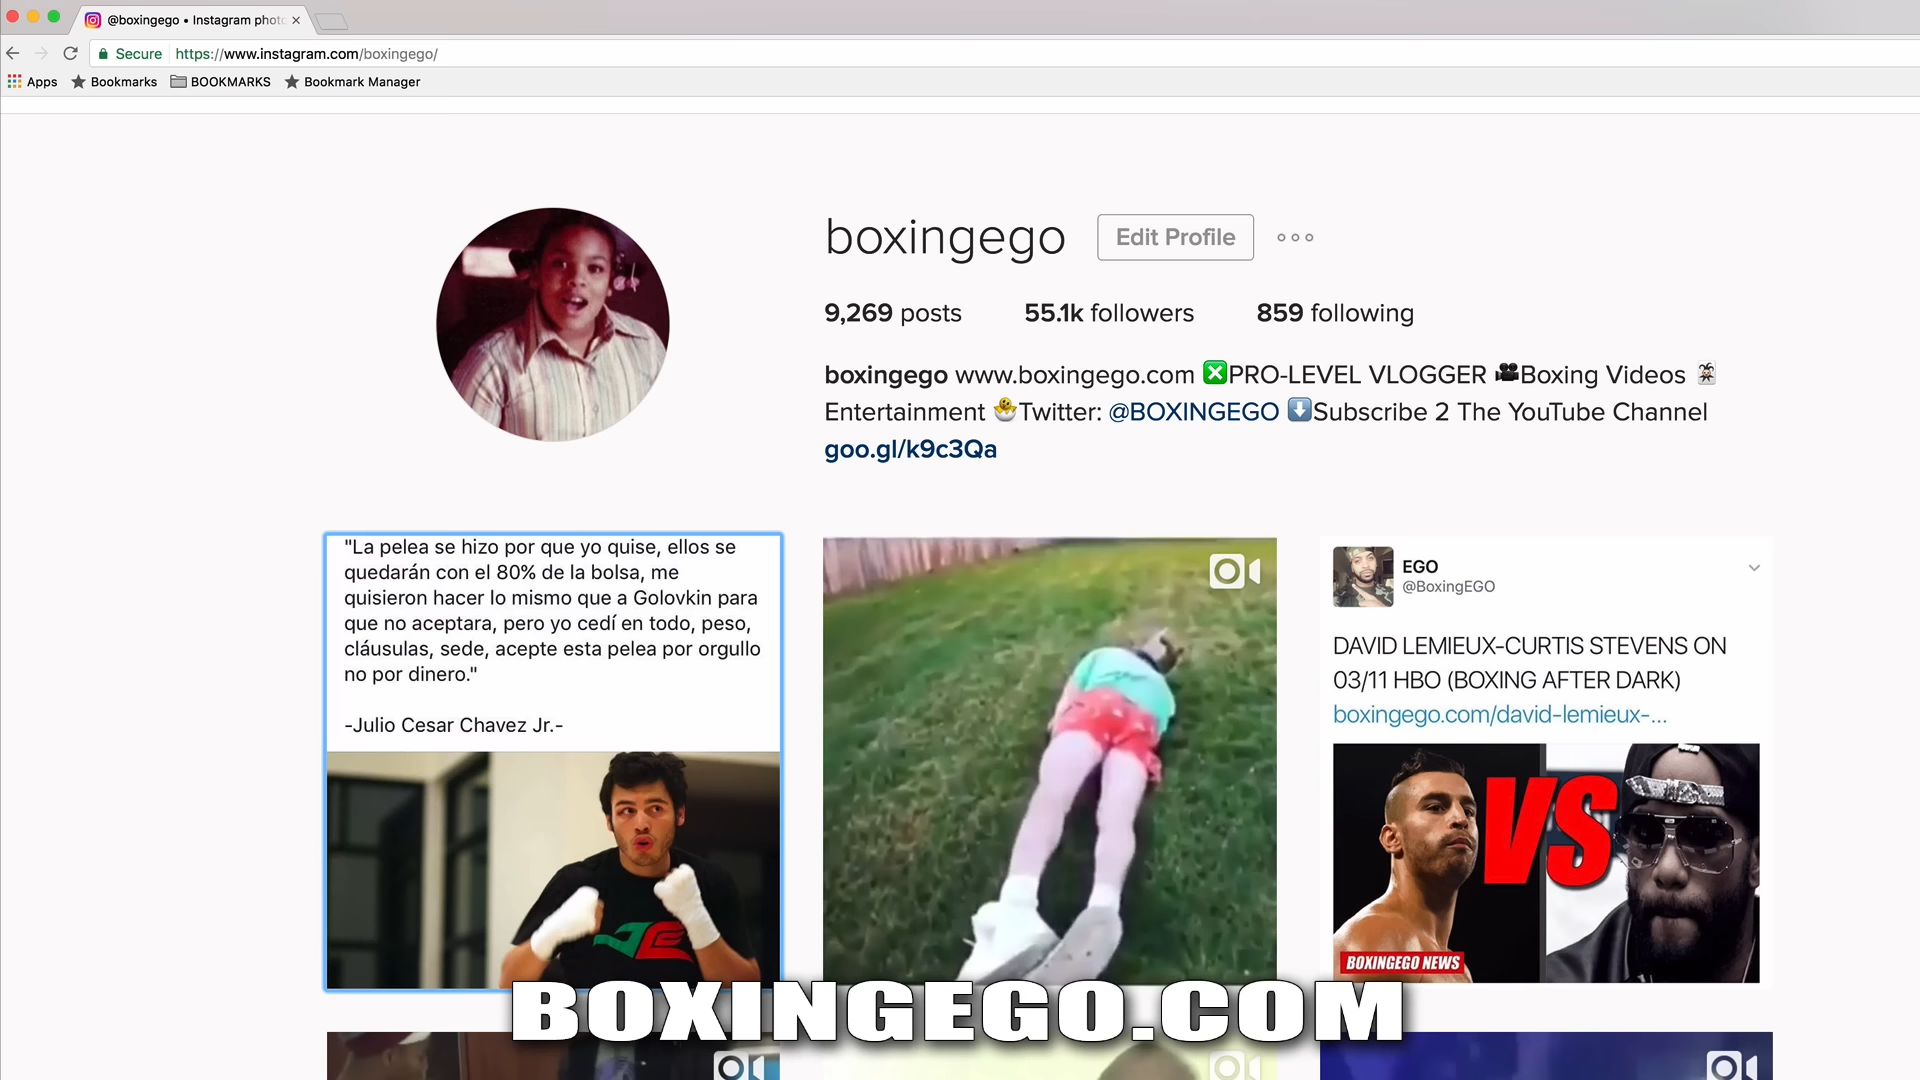 @boxingego • Instagram photo
Secure https://www.instagram.com/boxingego/
Apps Bookmarks BOOKMARKS Bookmark Manager
boxingego Edit Profile
9,269 posts 55.1k followers 859 following
boxingego www.boxingego.com ❎PRO-LEVEL VLOGGER 🎥Boxing Videos 🃏
Entertainment 🐣Twitter: @BOXINGEGO ⬇️Subscribe 2 The YouTube Channel
goo.gl/k9c3Qa
"La pelea se hizo por que yo quise, ellos se
quedarán con el 80% de la bolsa, me
quisieron hacer lo mismo que a Golovkin para
que no aceptara, pero yo cedí en todo, peso,
cláusulas, sede, acepte esta pelea por orgullo
no por dinero."
-Julio Cesar Chavez Jr.-
EGO
@BoxingEGO
DAVID LEMIEUX-CURTIS STEVENS ON
03/11 HBO (BOXING AFTER DARK)
boxingego.com/david-lemieux-...
VS
BOXINGEGO NEWS
BOXINGEGO.COM